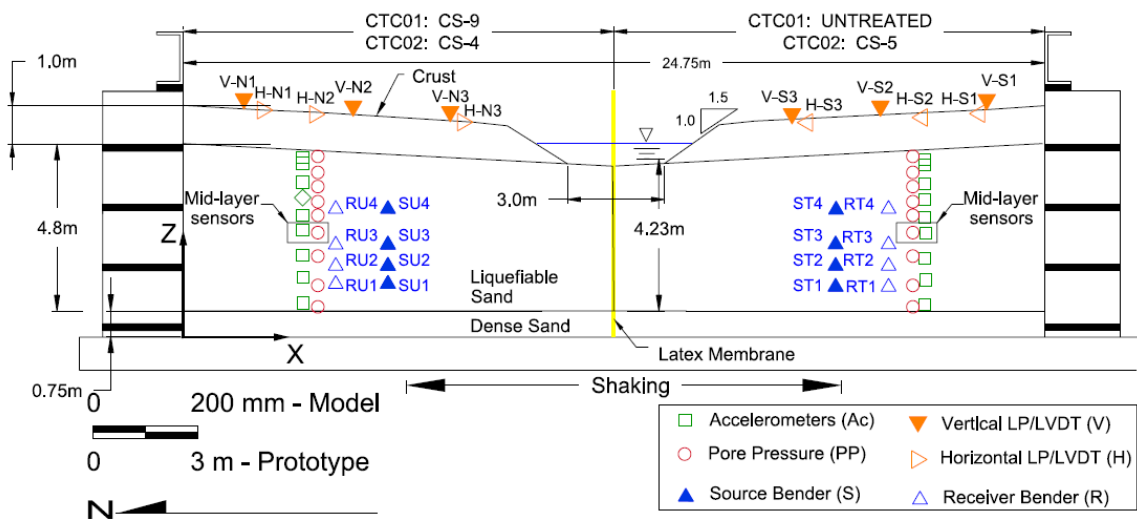 CTC01: CS-9
CTC02: CS-4
CTC01: UNTREATED
CTC02: CS-5
24.75m
1.0m
V-N1
H-N1
H-N2
V-N2
Crust
V-N3
H-N3
1.5
1.0
V-S3
H-S3
V-S2
H-S2
H-S1
V-S1
Mid-layer
sensors
RU4
SU4
3.0m
4.23m
ST4
RT4
Mid-layer
sensors
4.8m
Z
RU3
SU3
ST3
RT3
RU2
SU2
ST2
RT2
RU1
SU1
ST1
RT1
Liquefiable
Sand
Dense Sand
X
Latex Membrane
0.75m
Shaking
0
200 mm - Model
0
3 m - Prototype
N
Accelerometers (Ac)
Vertical LP/LVDT (V)
Pore Pressure (PP)
Horizontal LP/LVDT (H)
Source Bender (S)
Receiver Bender (R)